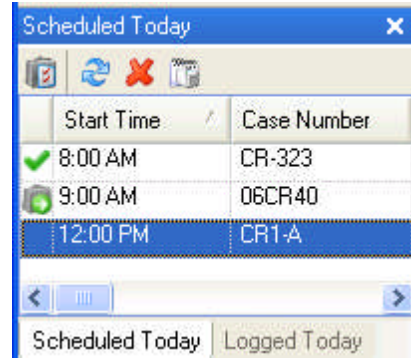 Scheduled Today
Start Time Case Number
8:00 AM CR-323
9:00 AM 06CR40
12:00 PM CR1-A
Scheduled Today Logged Today